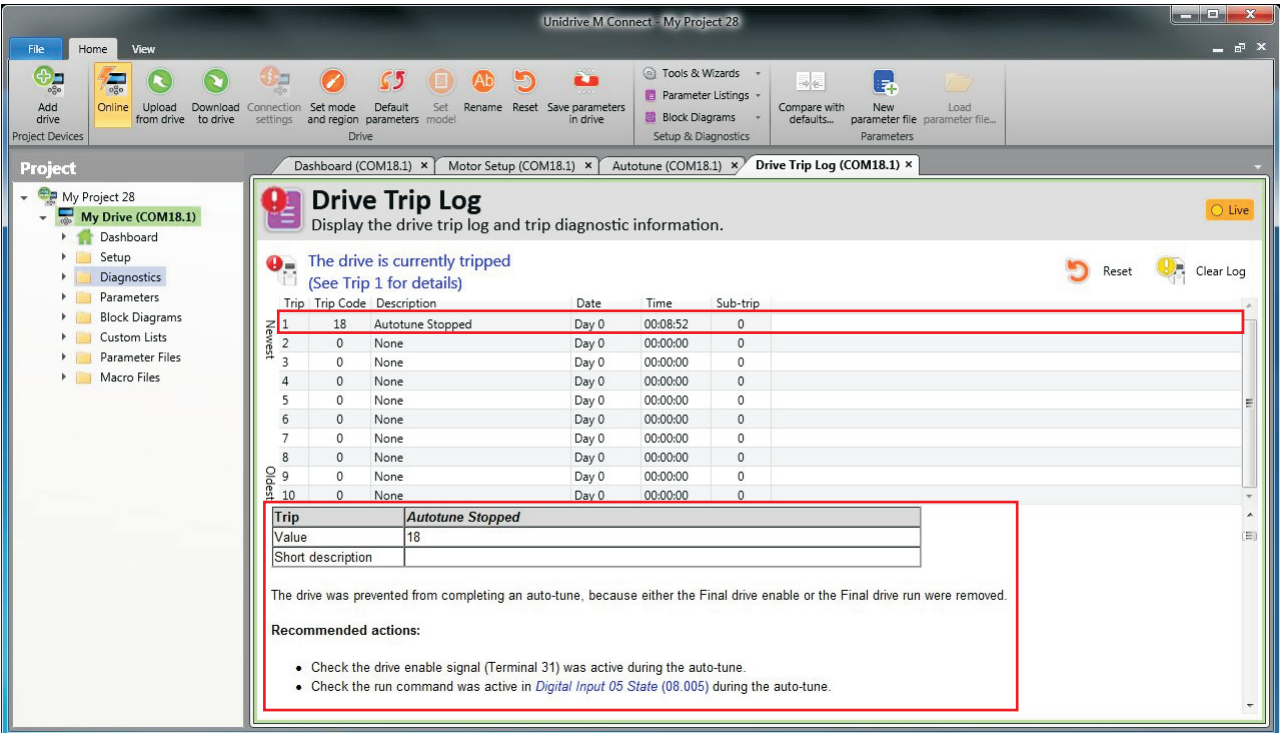 Unidrive M Connect - My Project 28
File Home View
Add drive
Online
Upload from drive
Download to drive
Connection settings
Set mode and region
Default parameters
Set model
Rename
Reset
Save parameters in drive
Tools & Wizards
Parameter Listings
Block Diagrams
Compare with defaults...
New parameter file
Load parameter file...
Project Devices Drive Setup & Diagnostics Parameters
Project
My Project 28
My Drive (COM18.1)
Dashboard
Setup
Diagnostics
Parameters
Block Diagrams
Custom Lists
Parameter Files
Macro Files
Dashboard (COM18.1) × Motor Setup (COM18.1) × Autotune (COM18.1) × Drive Trip Log (COM18.1) ×
Drive Trip Log
Display the drive trip log and trip diagnostic information.
Live
The drive is currently tripped
(See Trip 1 for details)
Reset Clear Log
Trip Trip Code Description Date Time Sub-trip
Newest
1 18 Autotune Stopped Day 0 00:08:52 0
2 0 None Day 0 00:00:00 0
3 0 None Day 0 00:00:00 0
4 0 None Day 0 00:00:00 0
5 0 None Day 0 00:00:00 0
6 0 None Day 0 00:00:00 0
7 0 None Day 0 00:00:00 0
8 0 None Day 0 00:00:00 0
9 0 None Day 0 00:00:00 0
10 0 None Day 0 00:00:00 0
Oldest
Trip Autotune Stopped
Value 18
Short description
The drive was prevented from completing an auto-tune, because either the Final drive enable or the Final drive run were removed.
Recommended actions:
• Check the drive enable signal (Terminal 31) was active during the auto-tune.
• Check the run command was active in Digital Input 05 State (08.005) during the auto-tune.